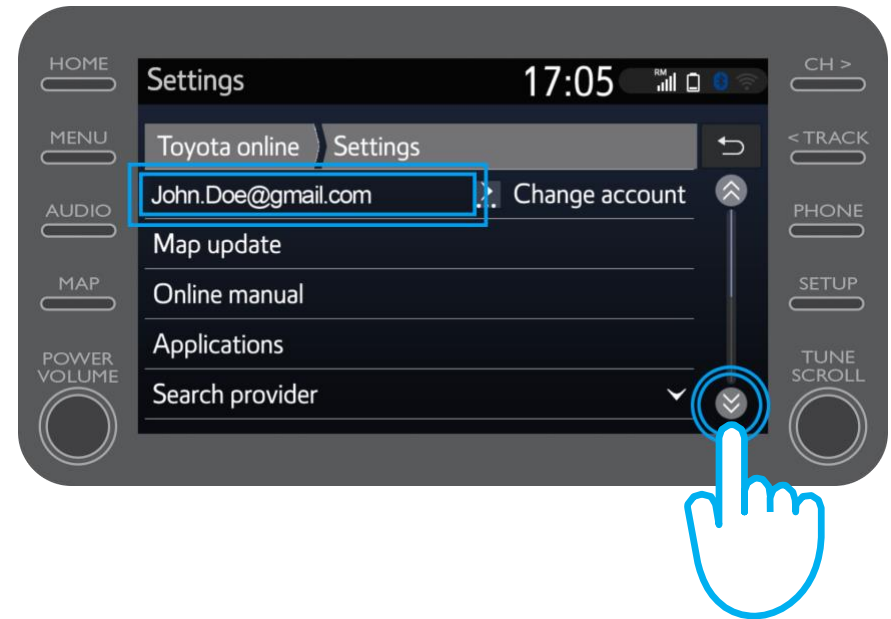 HOME
CH >
Settings
17:05
RM
MENU
< TRACK
Toyota online
Settings
John.Doe@gmail.com
Change account
AUDIO
PHONE
Map update
MAP
SETUP
Online manual
Applications
POWER
VOLUME
TUNE
SCROLL
Search provider